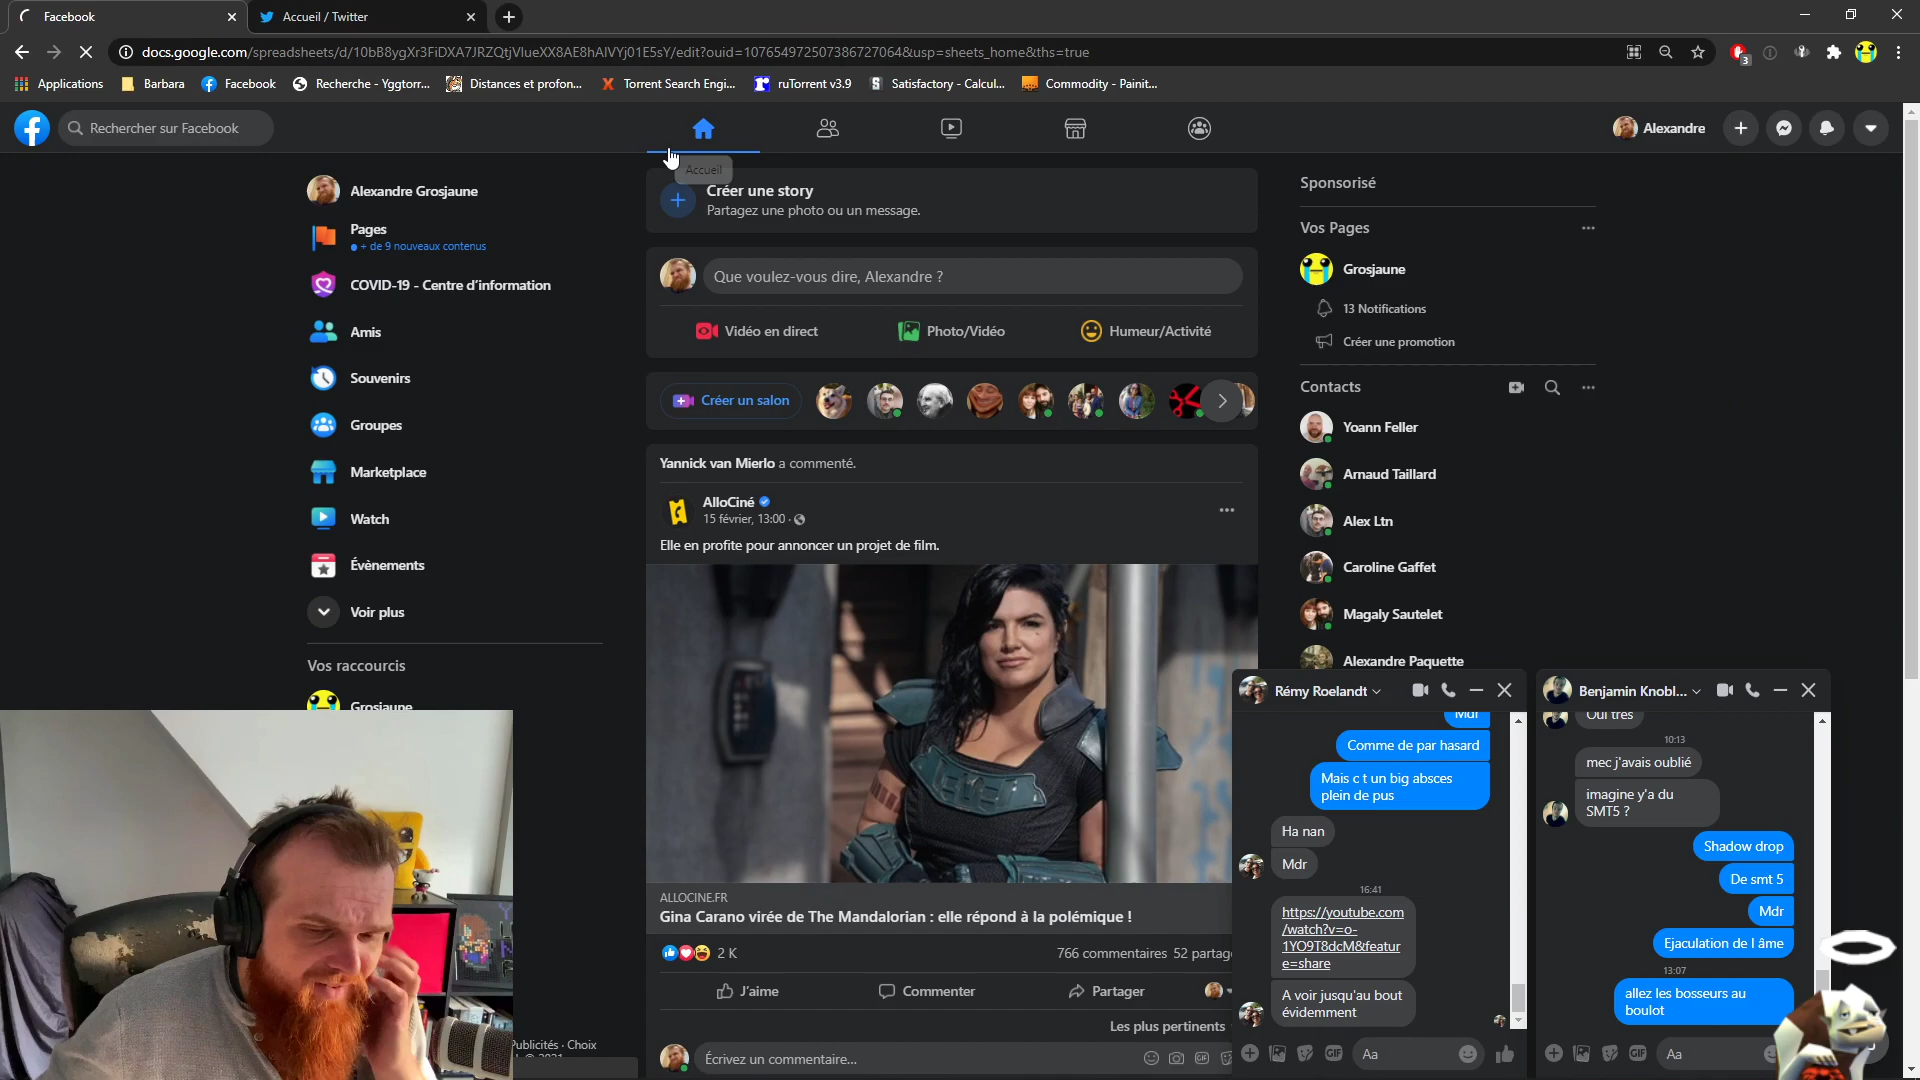 Facebook
Accueil / Twitter
docs.google.com/spreadsheets/d/10bB8ygXr3FiDXA7JRZQtjVlueXX8AE8hAIVYj01E5sY/edit?ouid=107654972507386727064&usp=sheets_home&ths=true
3
Applications
Barbara
Facebook
Recherche - Yggtorr...
Distances et profon...
Torrent Search Engi...
ruTorrent v3.9
Satisfactory - Calcul...
Commodity - Painit...
Rechercher sur Facebook
Alexandre
Accueil
Alexandre Grosjaune
Pages
+ de 9 nouveaux contenus
COVID-19 - Centre d'information
Amis
Souvenirs
Groupes
Marketplace
Watch
Évènements
Voir plus
Vos raccourcis
Grosjaune
Publicités · Choix
Créer une story
Partagez une photo ou un message.
Que voulez-vous dire, Alexandre ?
Vidéo en direct
Photo/Vidéo
Humeur/Activité
Créer un salon
Yannick van Mierlo a commenté.
AlloCiné
15 février, 13:00 ·
Elle en profite pour annoncer un projet de film.
ALLOCINE.FR
Gina Carano virée de The Mandalorian : elle répond à la polémique !
2 K
766 commentaires 52 partag
J'aime
Commenter
Partager
Les plus pertinents
Écrivez un commentaire...
GIF
Sponsorisé
Vos Pages
Grosjaune
13 Notifications
Créer une promotion
Contacts
Yoann Feller
Arnaud Taillard
Alex Ltn
Caroline Gaffet
Magaly Sautelet
Alexandre Paquette
Rémy Roelandt
Mdr
Comme de par hasard
Mais c t un big absces
plein de pus
Ha nan
Mdr
16:41
https://youtube.com
/watch?v=o-
1YO9T8dcM&featur
e=share
A voir jusqu'au bout
évidemment
GIF
Aa
Benjamin Knobl...
Oui très
10:13
mec j'avais oublié
imagine y'a du
SMT5 ?
Shadow drop
De smt 5
Mdr
Ejaculation de l âme
13:07
allez les bosseurs au
boulot
GIF
Aa